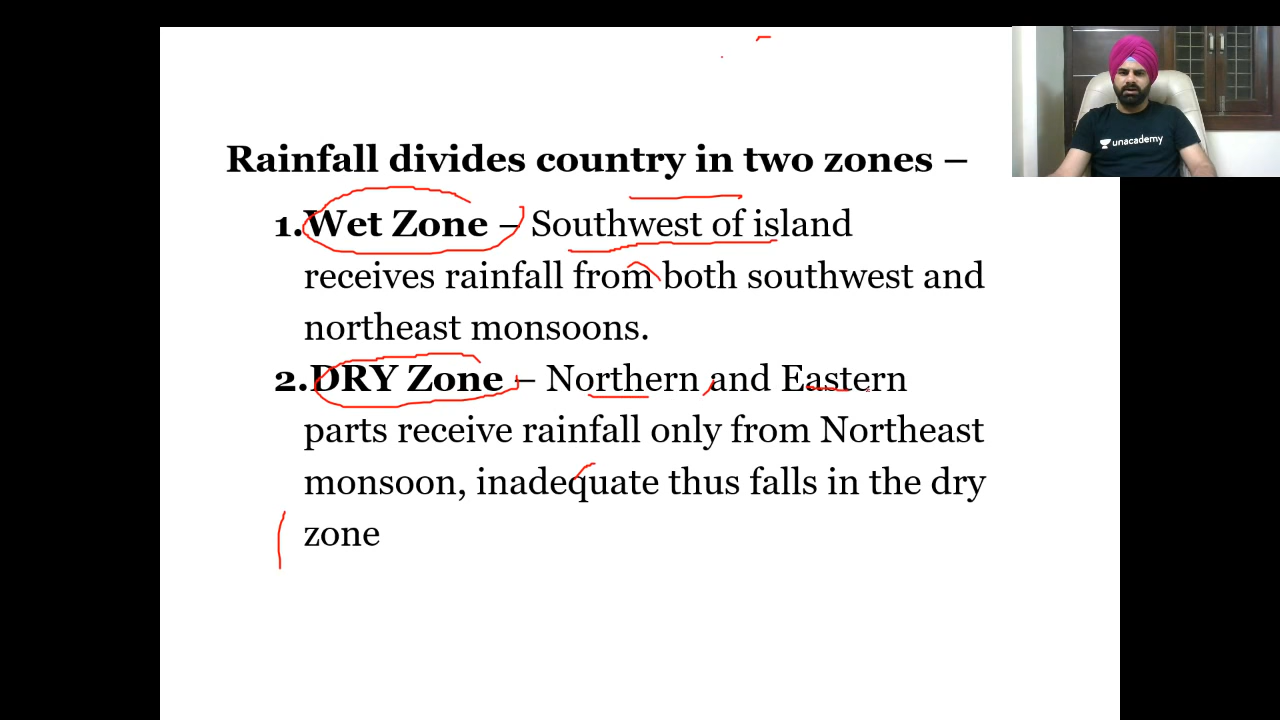 Rainfall divides country in two zones –
1. Wet Zone – Southwest of island
receives rainfall from both southwest and
northeast monsoons.
2. DRY Zone – Northern and Eastern
parts receive rainfall only from Northeast
monsoon, inadequate thus falls in the dry
zone
unacademy